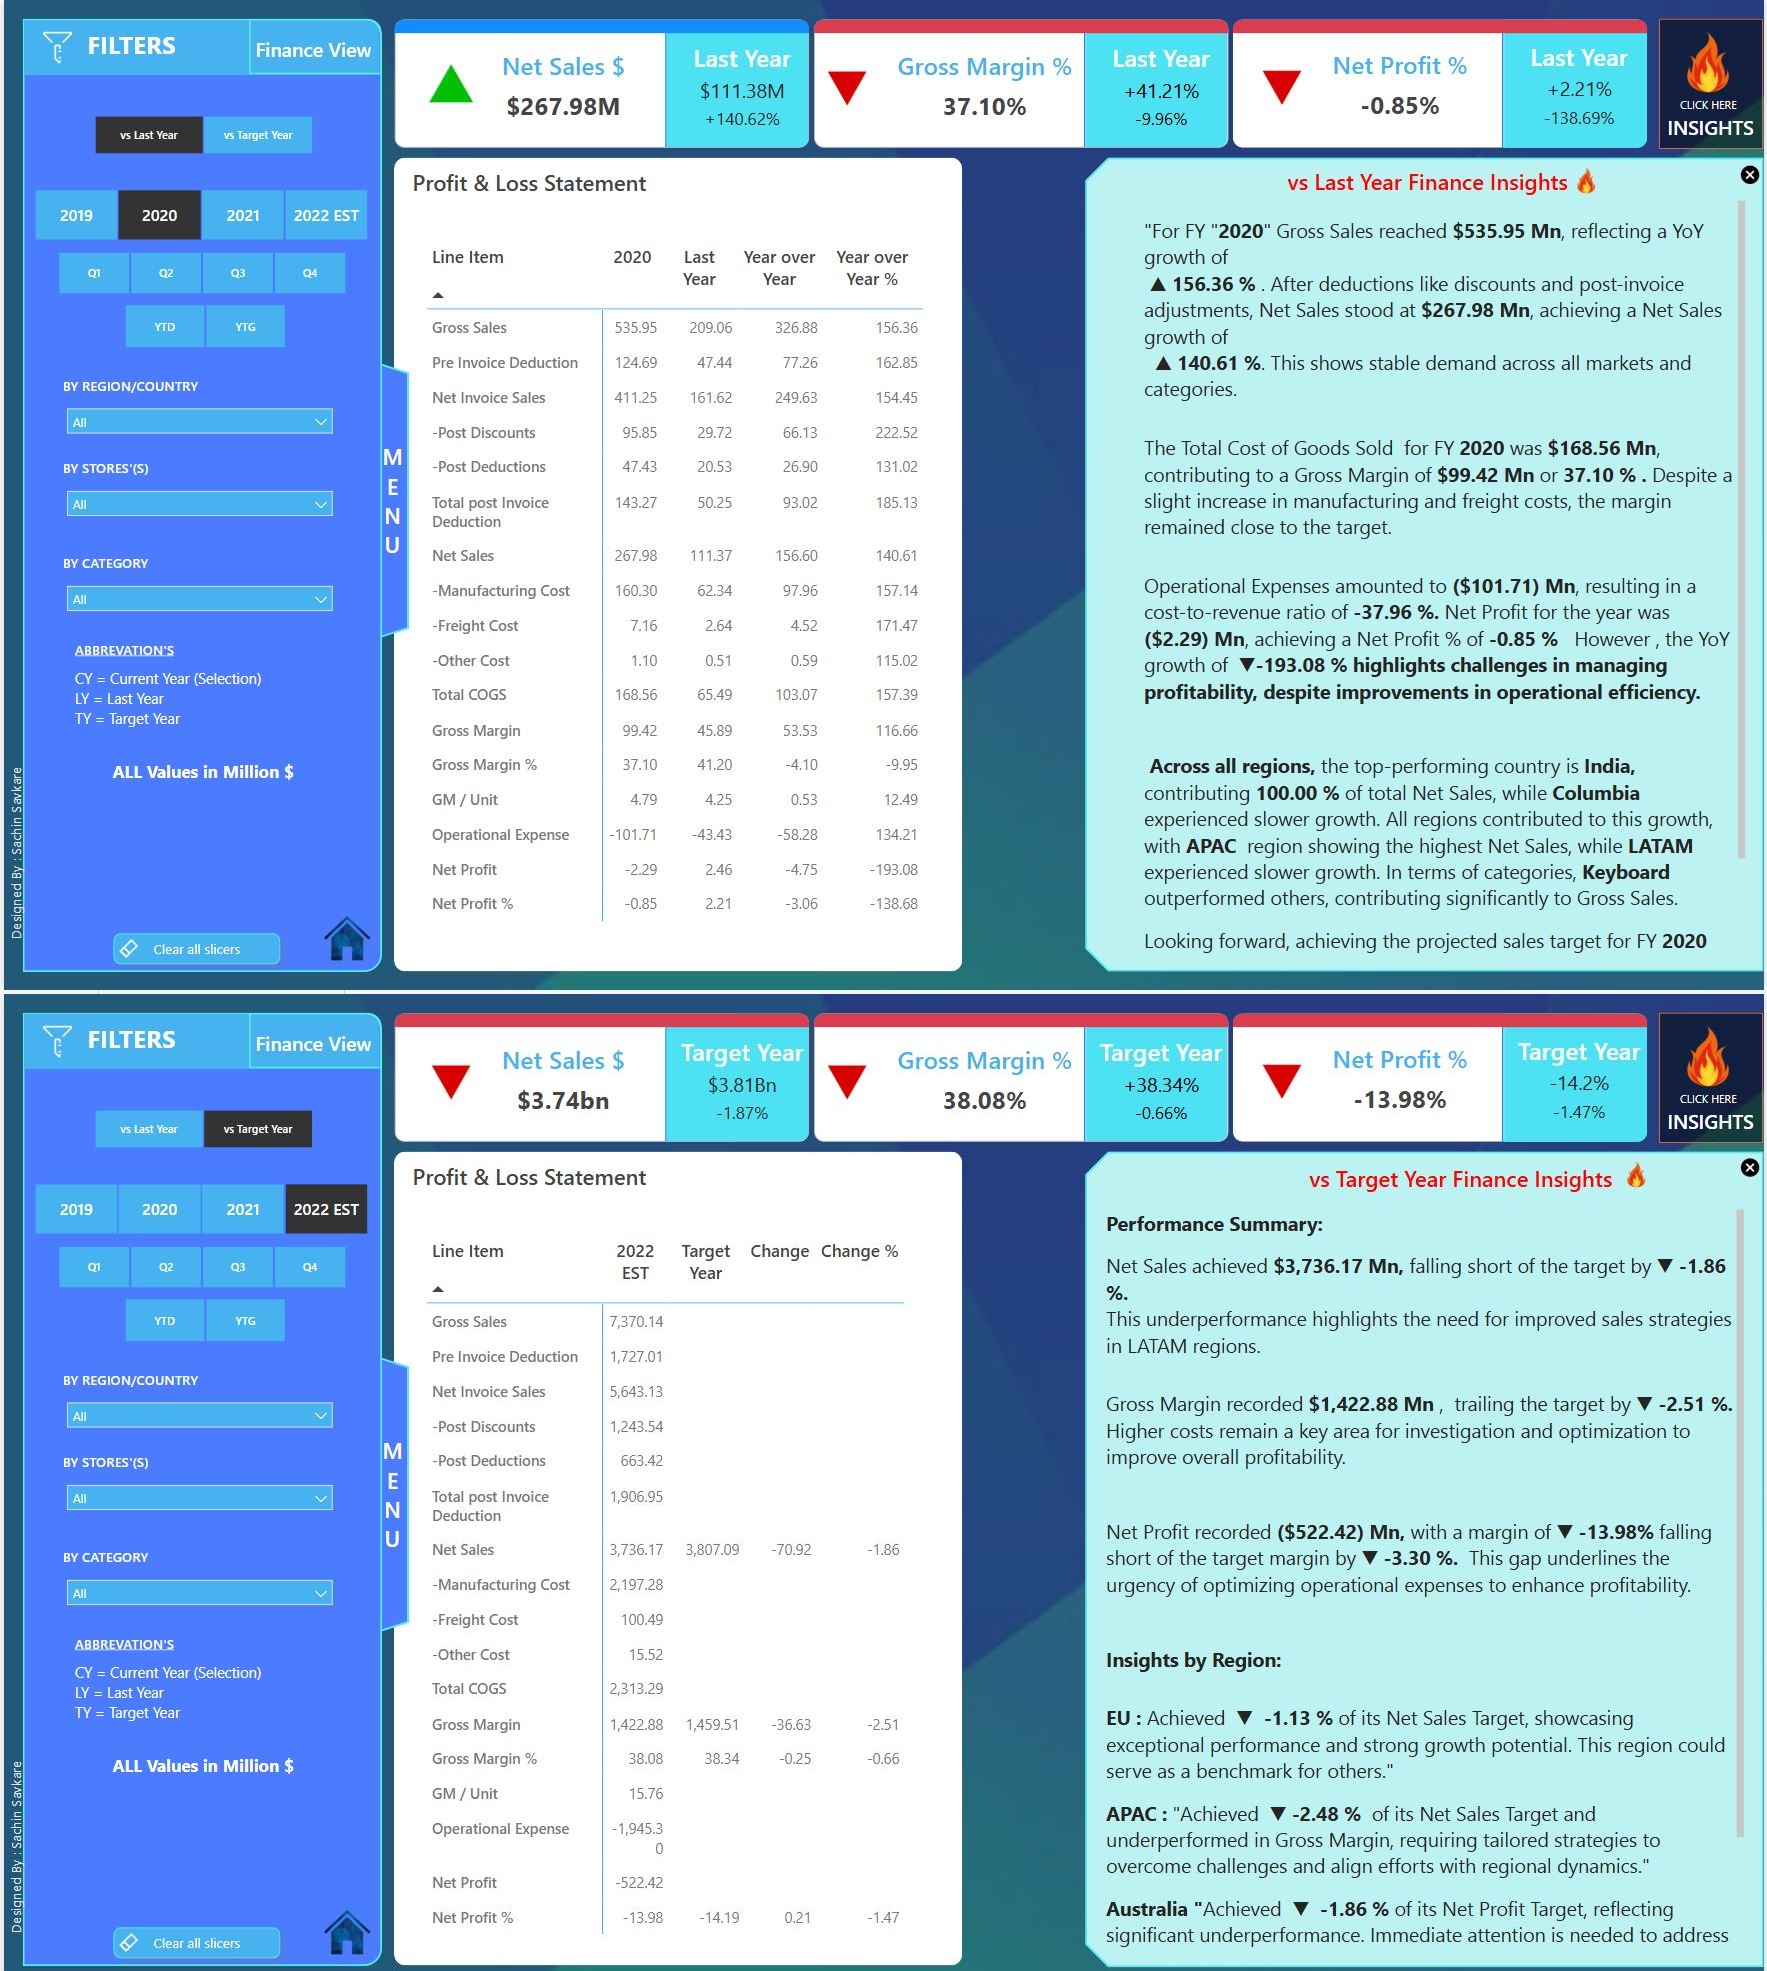 FILTERS
Finance View
vs Last Year
vs Target Year
2019
2020
2021
2022 EST
Q1
Q2
Q3
Q4
YTD
YTG
BY REGION/COUNTRY
All
BY STORES'(S)
All
BY CATEGORY
All
ABBREVATION'S
CY = Current Year (Selection)
LY = Last Year
TY = Target Year
ALL Values in Million $
Designed By : Sachin Savkare
Clear all slicers
MENU
Net Sales $
$267.98M
Last Year
$111.38M
+140.62%
Gross Margin %
37.10%
Last Year
+41.21%
-9.96%
Net Profit %
-0.85%
Last Year
+2.21%
-138.69%
CLICK HERE
INSIGHTS
Profit & Loss Statement
Line Item 2020 Last Year Year over Year Year over Year %
Gross Sales 535.95 209.06 326.88 156.36
Pre Invoice Deduction 124.69 47.44 77.26 162.85
Net Invoice Sales 411.25 161.62 249.63 154.45
-Post Discounts 95.85 29.72 66.13 222.52
-Post Deductions 47.43 20.53 26.90 131.02
Total post Invoice Deduction 143.27 50.25 93.02 185.13
Net Sales 267.98 111.37 156.60 140.61
-Manufacturing Cost 160.30 62.34 97.96 157.14
-Freight Cost 7.16 2.64 4.52 171.47
-Other Cost 1.10 0.51 0.59 115.02
Total COGS 168.56 65.49 103.07 157.39
Gross Margin 99.42 45.89 53.53 116.66
Gross Margin % 37.10 41.20 -4.10 -9.95
GM / Unit 4.79 4.25 0.53 12.49
Operational Expense -101.71 -43.43 -58.28 134.21
Net Profit -2.29 2.46 -4.75 -193.08
Net Profit % -0.85 2.21 -3.06 -138.68
vs Last Year Finance Insights
"For FY "2020" Gross Sales reached $535.95 Mn, reflecting a YoY
growth of
▲ 156.36 % . After deductions like discounts and post-invoice
adjustments, Net Sales stood at $267.98 Mn, achieving a Net Sales
growth of
▲ 140.61 %. This shows stable demand across all markets and
categories.
The Total Cost of Goods Sold for FY 2020 was $168.56 Mn,
contributing to a Gross Margin of $99.42 Mn or 37.10 % . Despite a
slight increase in manufacturing and freight costs, the margin
remained close to the target.
Operational Expenses amounted to ($101.71) Mn, resulting in a
cost-to-revenue ratio of -37.96 %. Net Profit for the year was
($2.29) Mn, achieving a Net Profit % of -0.85 % However , the YoY
growth of ▼-193.08 % highlights challenges in managing
profitability, despite improvements in operational efficiency.
Across all regions, the top-performing country is India,
contributing 100.00 % of total Net Sales, while Columbia
experienced slower growth. All regions contributed to this growth,
with APAC region showing the highest Net Sales, while LATAM
experienced slower growth. In terms of categories, Keyboard
outperformed others, contributing significantly to Gross Sales.
Looking forward, achieving the projected sales target for FY 2020
FILTERS
Finance View
vs Last Year
vs Target Year
2019
2020
2021
2022 EST
Q1
Q2
Q3
Q4
YTD
YTG
BY REGION/COUNTRY
All
BY STORES'(S)
All
BY CATEGORY
All
ABBREVATION'S
CY = Current Year (Selection)
LY = Last Year
TY = Target Year
ALL Values in Million $
Designed By : Sachin Savkare
Clear all slicers
MENU
Net Sales $
$3.74bn
Target Year
$3.81Bn
-1.87%
Gross Margin %
38.08%
Target Year
+38.34%
-0.66%
Net Profit %
-13.98%
Target Year
-14.2%
-1.47%
CLICK HERE
INSIGHTS
Profit & Loss Statement
Line Item 2022 EST Target Year Change Change %
Gross Sales 7,370.14
Pre Invoice Deduction 1,727.01
Net Invoice Sales 5,643.13
-Post Discounts 1,243.54
-Post Deductions 663.42
Total post Invoice Deduction 1,906.95
Net Sales 3,736.17 3,807.09 -70.92 -1.86
-Manufacturing Cost 2,197.28
-Freight Cost 100.49
-Other Cost 15.52
Total COGS 2,313.29
Gross Margin 1,422.88 1,459.51 -36.63 -2.51
Gross Margin % 38.08 38.34 -0.25 -0.66
GM / Unit 15.76
Operational Expense -1,945.30
Net Profit -522.42
Net Profit % -13.98 -14.19 0.21 -1.47
vs Target Year Finance Insights
Performance Summary:
Net Sales achieved $3,736.17 Mn, falling short of the target by ▼ -1.86
%.
This underperformance highlights the need for improved sales strategies
in LATAM regions.
Gross Margin recorded $1,422.88 Mn , trailing the target by ▼ -2.51 %.
Higher costs remain a key area for investigation and optimization to
improve overall profitability.
Net Profit recorded ($522.42) Mn, with a margin of ▼ -13.98% falling
short of the target margin by ▼ -3.30 %. This gap underlines the
urgency of optimizing operational expenses to enhance profitability.
Insights by Region:
EU : Achieved ▼ -1.13 % of its Net Sales Target, showcasing
exceptional performance and strong growth potential. This region could
serve as a benchmark for others."
APAC : "Achieved ▼ -2.48 % of its Net Sales Target and
underperformed in Gross Margin, requiring tailored strategies to
overcome challenges and align efforts with regional dynamics."
Australia "Achieved ▼ -1.86 % of its Net Profit Target, reflecting
significant underperformance. Immediate attention is needed to address